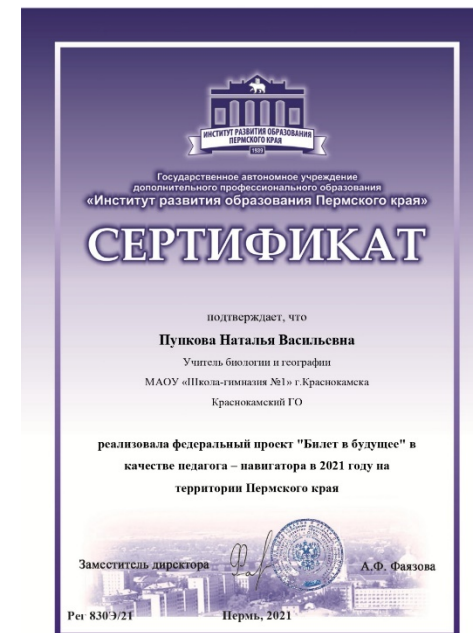 ИНСТИТУТ РАЗВИТИЯ ОБРАЗОВАНИЯ
ПЕРМСКОГО КРАЯ
Государственное автономное учреждение
дополнительного профессионального образования
«Институт развития образования Пермского края»
СЕРТИФИКАТ
подтверждает, что
Пупкова Наталья Васильевна
Учитель биологии и географии
МАОУ «Школа-гимназия №1» г.Краснокамска
Краснокамский ГО
реализовала федеральный проект "Билет в будущее" в
качестве педагога – навигатора в 2021 году на
территории Пермского края
Заместитель директора
А.Ф. Фаязова
Рег 830Э/21
Пермь, 2021